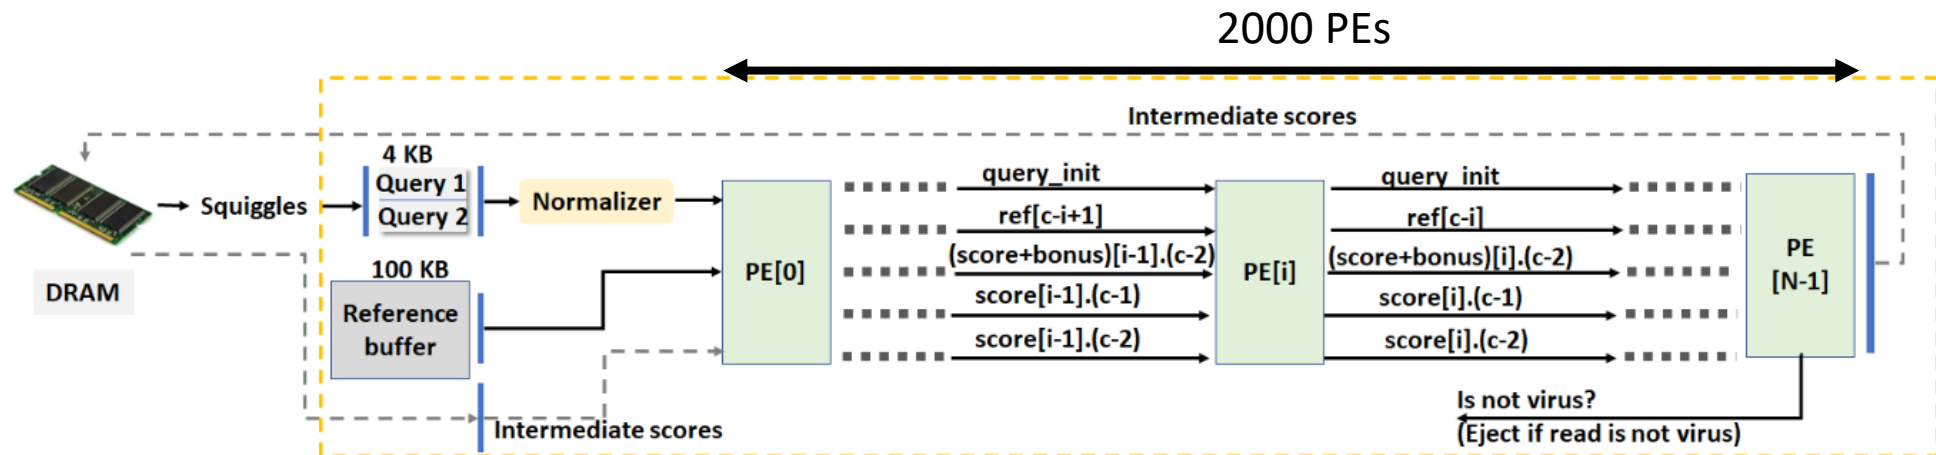 2000 PEs
Intermediate scores
4 KB
Query 1
Query 2
Squiggles
Normalizer
DRAM
100 KB
Reference
buffer
Intermediate scores
PE[0]
query_init
ref[c-i+1]
(score+bonus)[i-1].(c-2)
score[i-1].(c-1)
score[i-1].(c-2)
PE[i]
query_init
ref[c-i]
(score+bonus)[i].(c-2)
score[i].(c-1)
score[i].(c-2)
PE
[N-1]
Is not virus?
(Eject if read is not virus)